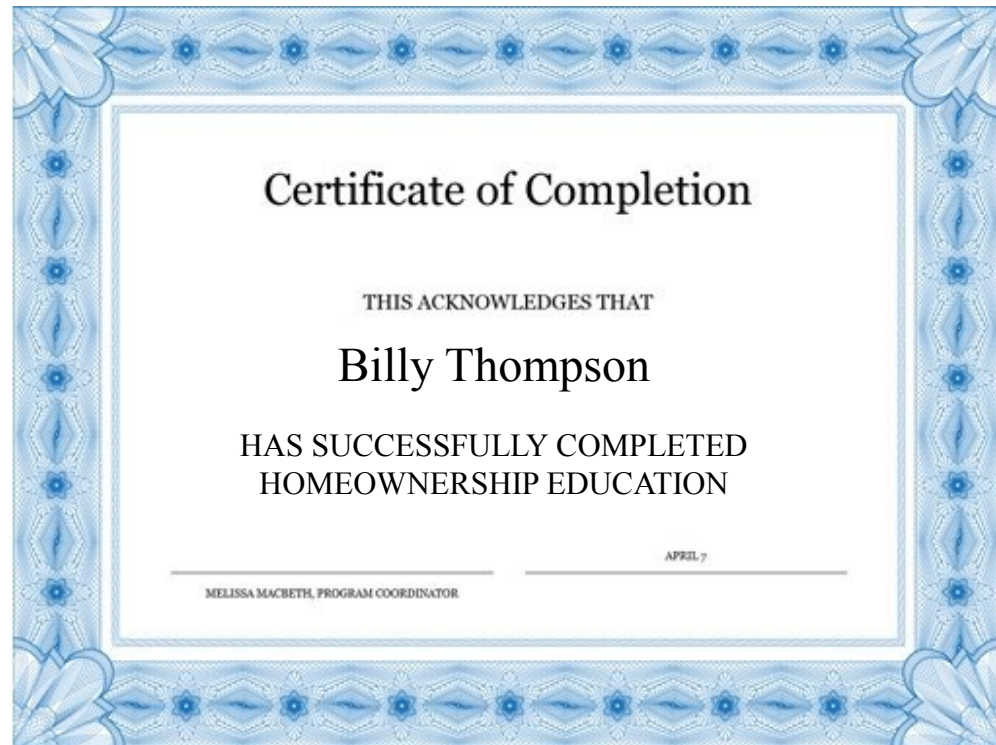 Certificate of Completion
THIS ACKNOWLEDGES THAT
Billy Thompson
HAS SUCCESSFULLY COMPLETED
HOMEOWNERSHIP EDUCATION
APRIL 7
MELISSA MACBETH, PROGRAM COORDINATOR